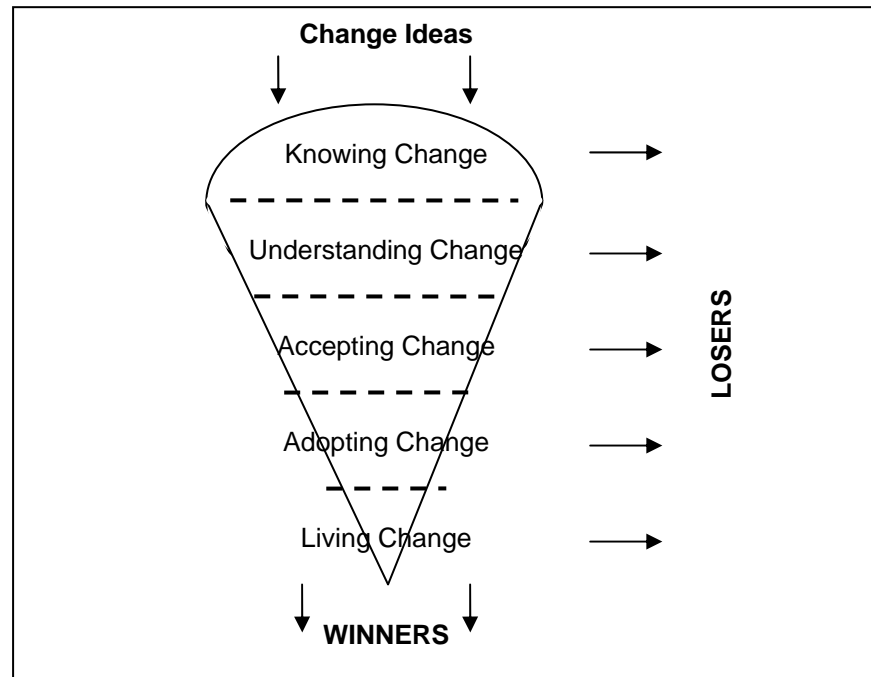 Change Ideas
Knowing Change
Understanding Change
Accepting Change
LOSERS
Adopting Change
Living Change
WINNERS